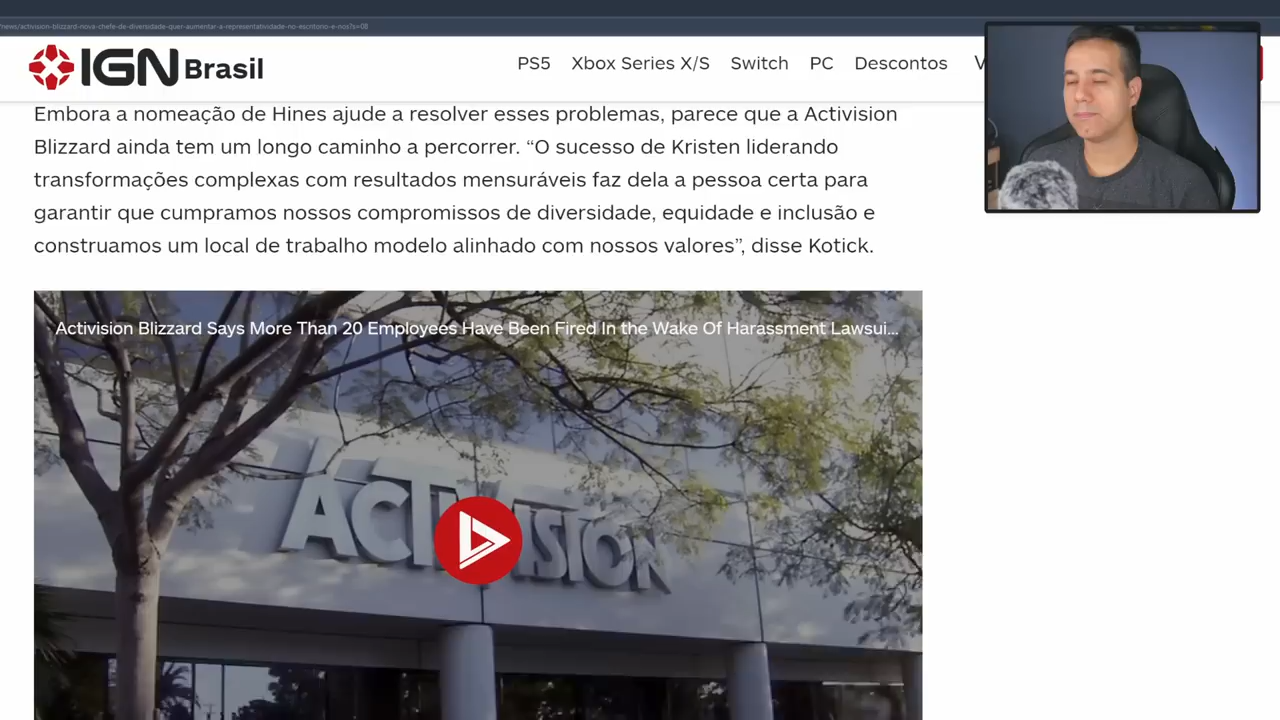 /news/activision-blizzard-nova-chefe-de-diversidade-quer-aumentar-a-representatividade-no-escritorio-e-nos?s=08
IGN Brasil
PS5 Xbox Series X/S Switch PC Descontos V
Embora a nomeação de Hines ajude a resolver esses problemas, parece que a Activision
Blizzard ainda tem um longo caminho a percorrer. “O sucesso de Kristen liderando
transformações complexas com resultados mensuráveis faz dela a pessoa certa para
garantir que cumpramos nossos compromissos de diversidade, equidade e inclusão e
construamos um local de trabalho modelo alinhado com nossos valores”, disse Kotick.
Activision Blizzard Says More Than 20 Employees Have Been Fired In the Wake Of Harassment Lawsui...
ACTIVISION